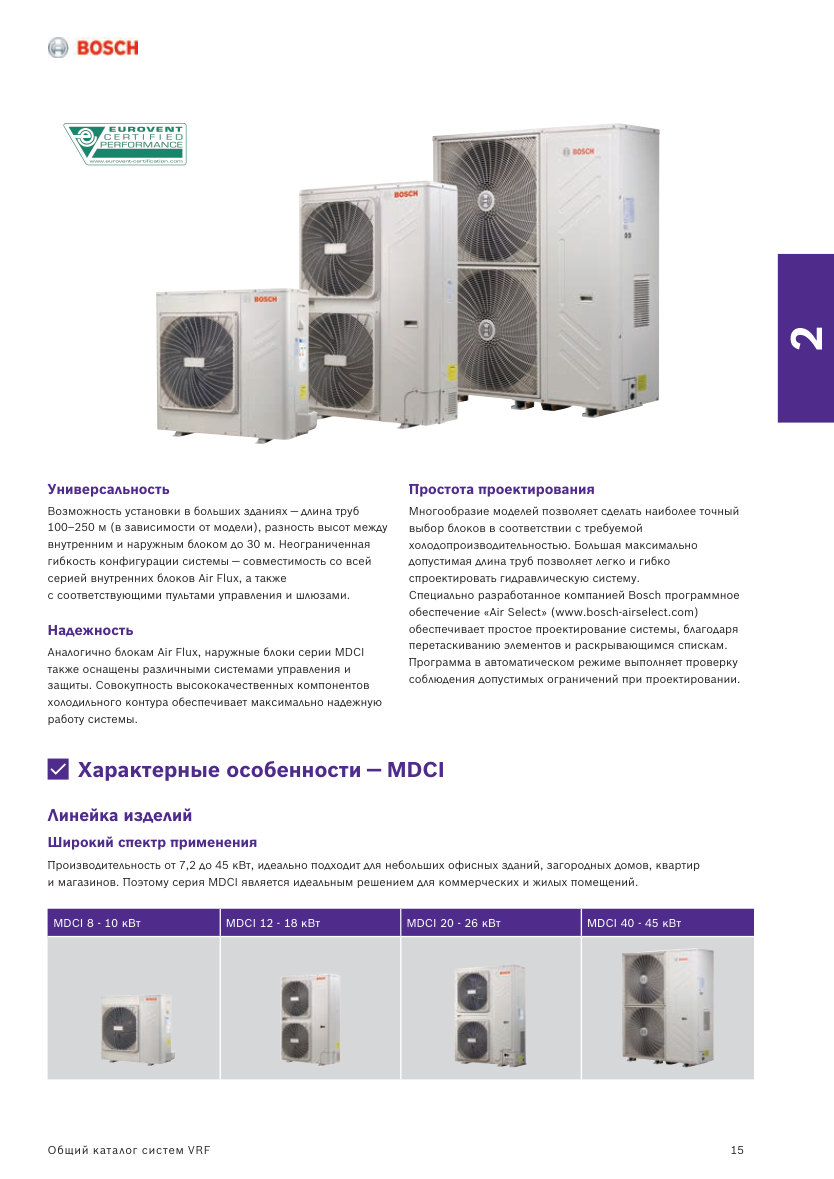 BOSCH
EUROVENT
CERTIFIED
PERFORMANCE
www.eurovent-certification.com
BOSCH
BOSCH
BOSCH
2
Универсальность
Возможность установки в больших зданиях — длина труб
100–250 м (в зависимости от модели), разность высот между
внутренним и наружным блоком до 30 м. Неограниченная
гибкость конфигурации системы — совместимость со всей
серией внутренних блоков Air Flux, а также
с соответствующими пультами управления и шлюзами.
Надежность
Аналогично блокам Air Flux, наружные блоки серии MDCI
также оснащены различными системами управления и
защиты. Совокупность высококачественных компонентов
холодильного контура обеспечивает максимально надежную
работу системы.
Простота проектирования
Многообразие моделей позволяет сделать наиболее точный
выбор блоков в соответствии с требуемой
холодопроизводительностью. Большая максимально
допустимая длина труб позволяет легко и гибко
спроектировать гидравлическую систему.
Специально разработанное компанией Bosch программное
обеспечение «Air Select» (www.bosch-airselect.com)
обеспечивает простое проектирование системы, благодаря
перетаскиванию элементов и раскрывающимся спискам.
Программа в автоматическом режиме выполняет проверку
соблюдения допустимых ограничений при проектировании.
Характерные особенности — MDCI
Линейка изделий
Широкий спектр применения
Производительность от 7,2 до 45 кВт, идеально подходит для небольших офисных зданий, загородных домов, квартир
и магазинов. Поэтому серия MDCI является идеальным решением для коммерческих и жилых помещений.
MDCI 8 - 10 кВт
MDCI 12 - 18 кВт
MDCI 20 - 26 кВт
MDCI 40 - 45 кВт
BOSCH
BOSCH
BOSCH
BOSCH
Общий каталог систем VRF
15